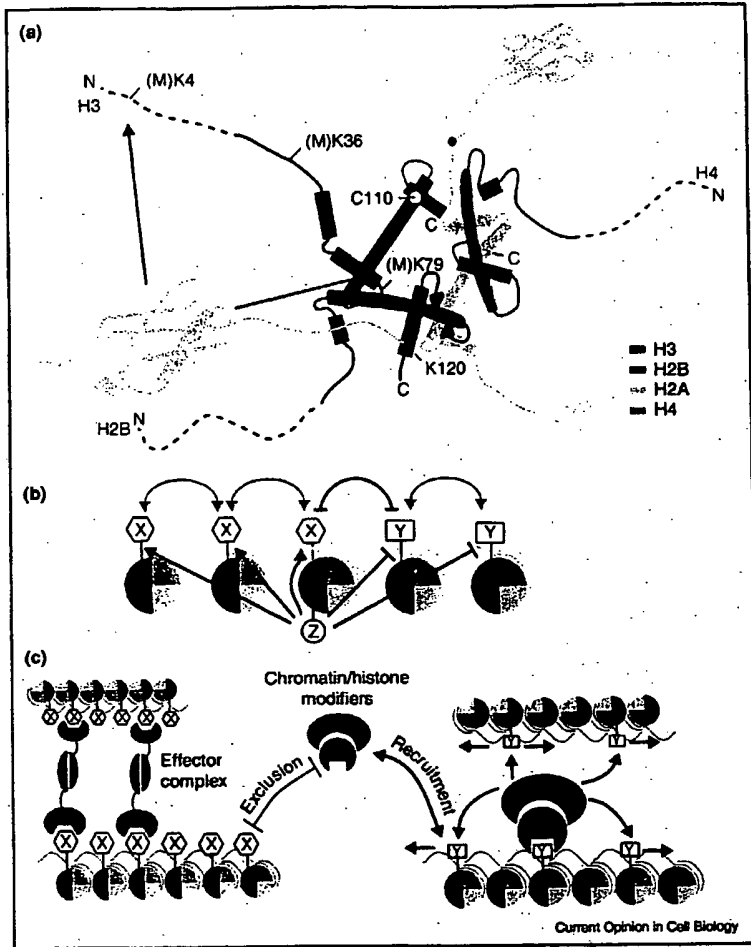 (a)
N
H3
(M)K4
(M)K36
C110
C
H4
N
C
(M)K79
K120
C
H2B N
H3
H2B
H2A
H4
(b)
X X X Y Y
Z
(c)
Chromatin/histone
modifiers
Effector
complex
Exclusion
Recruitment
X X X X X X
X X X X X X
Y Y
Y Y Y
Current Opinion in Cell Biology